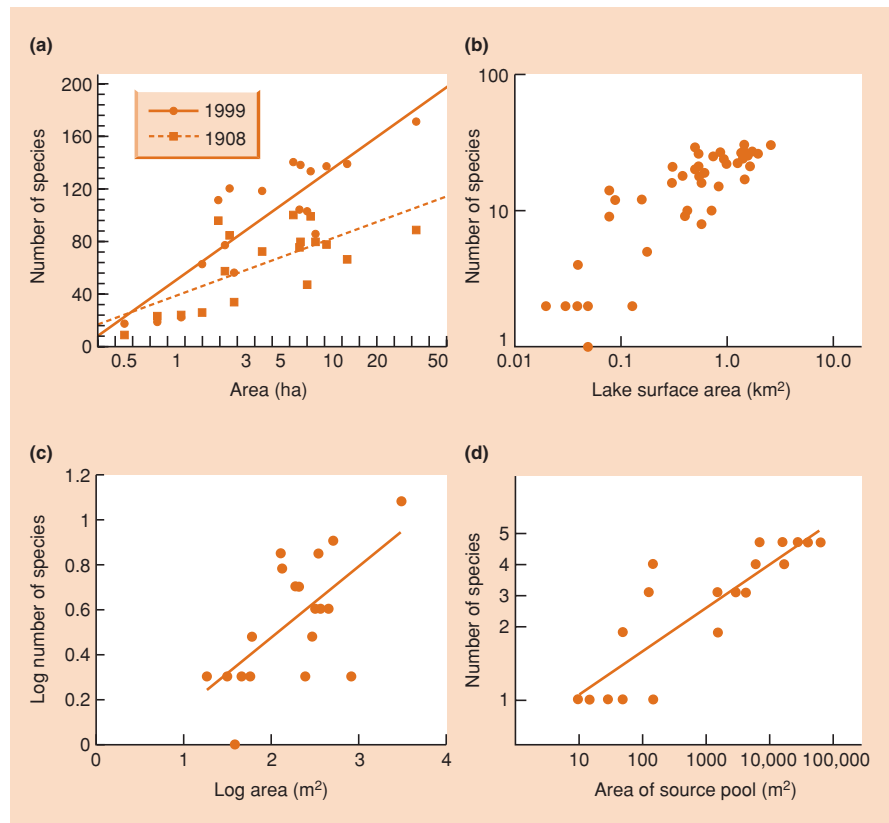 (a)
200
160
120
80
40
0
Number of species
1999
1908
0.5 1 3 5 10 20 50
Area (ha)
(b)
100
10
1
Number of species
0.01 0.1 1.0 10.0
Lake surface area (km²)
(c)
1.2
1
0.8
0.6
0.4
0.2
0
Log number of species
0 1 2 3 4
Log area (m²)
(d)
5
4
3
2
1
Number of species
10 100 1000 10,000 100,000
Area of source pool (m²)